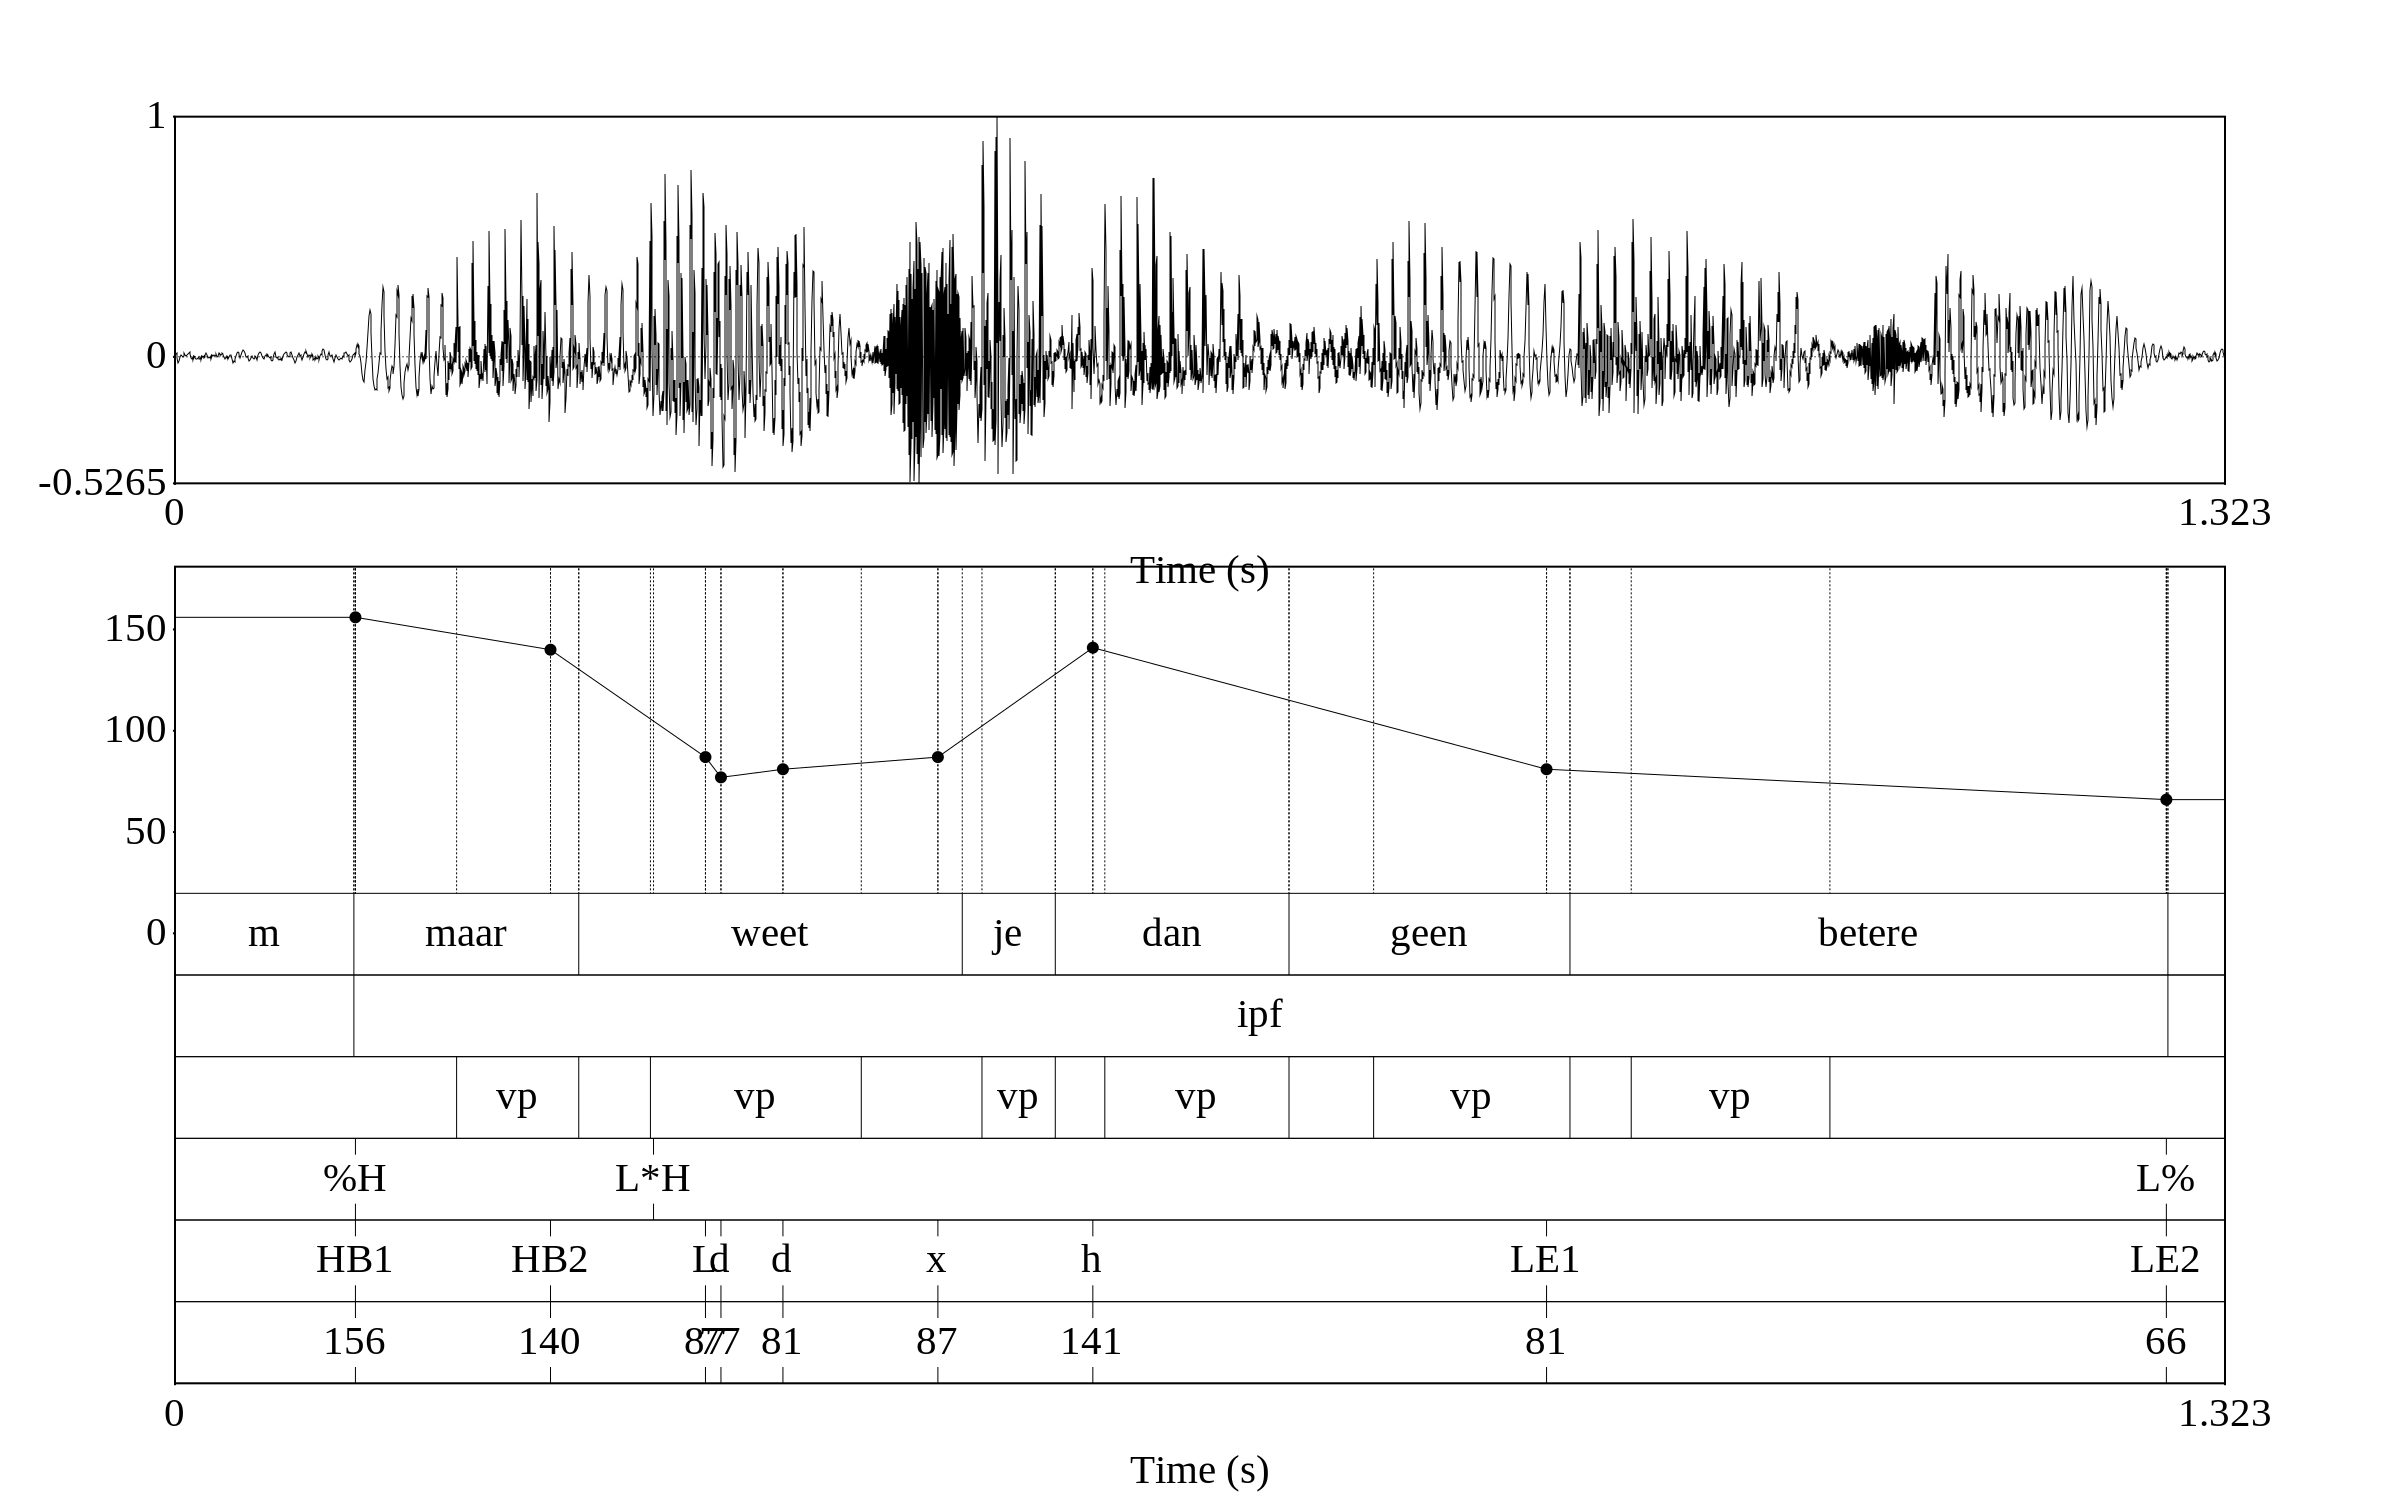 1
0
-0.5265
0 1.323
Time (s)
150
100
50
0
m maar weet je dan geen betere
ipf
vp vp vp vp vp vp
%H L*H L%
HB1 HB2 L d d x h LE1 LE2
156 140 87 77 81 87 141 81 66
0 1.323
Time (s)